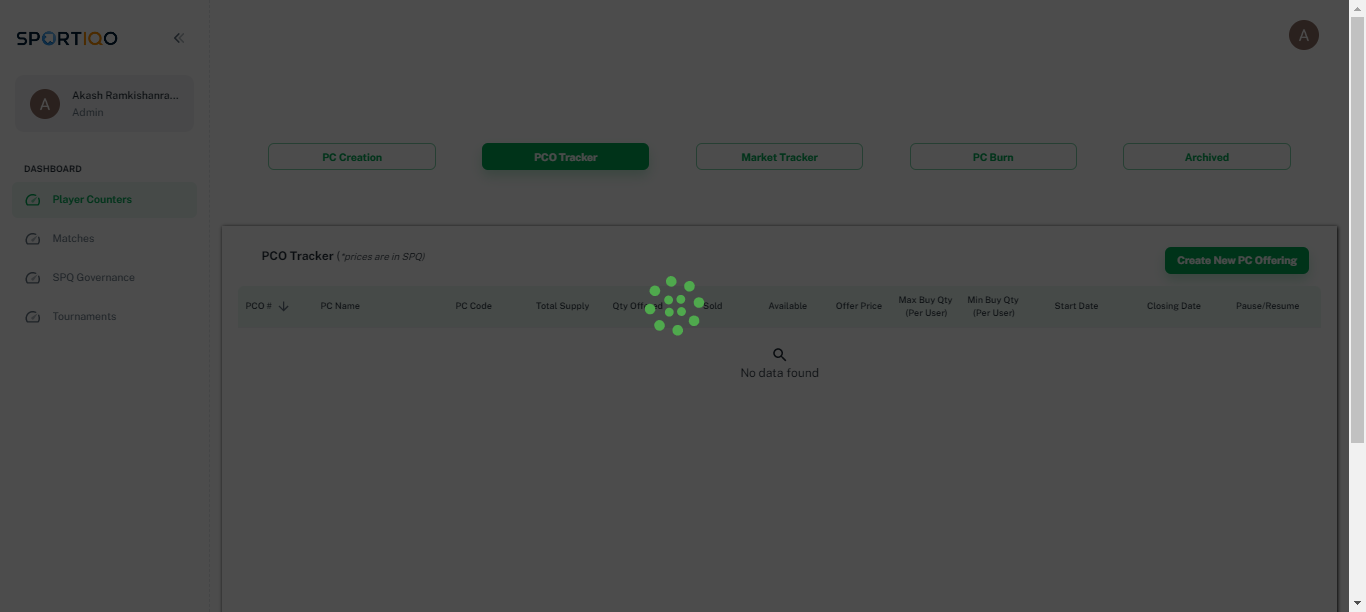 SPORTIQO
A
A
Akash Ramkishanra...
Admin
DASHBOARD
Player Counters
Matches
SPQ Governance
Tournaments
PC Creation
PCO Tracker
Market Tracker
PC Burn
Archived
PCO Tracker (*prices are in SPQ)
Create New PC Offering
PCO #
PC Name
PC Code
Total Supply
Qty Offered
Sold
Available
Offer Price
Max Buy Qty
(Per User)
Min Buy Qty
(Per User)
Start Date
Closing Date
Pause/Resume
No data found